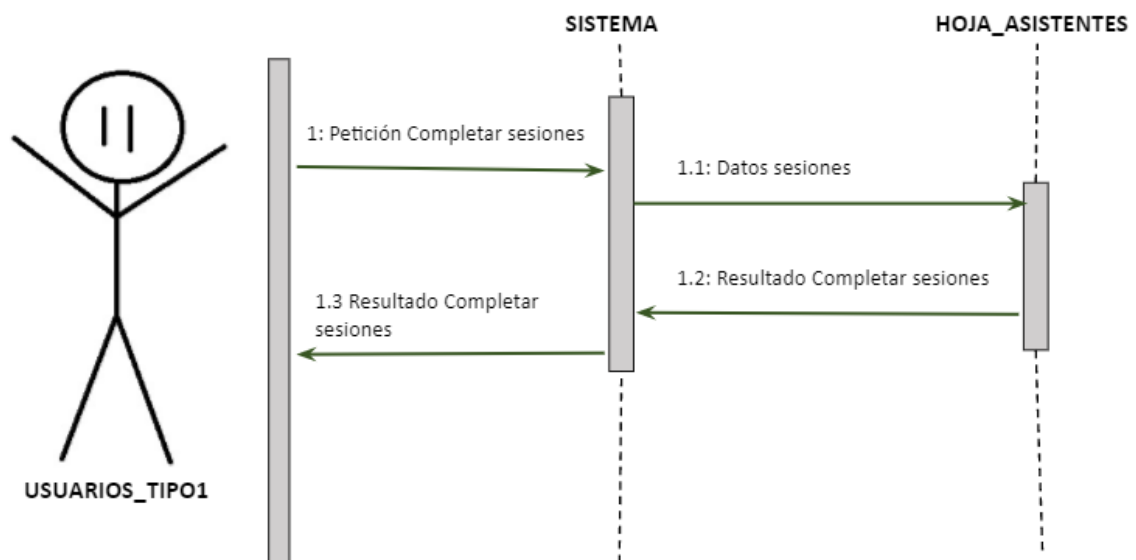 SISTEMA
HOJA_ASISTENTES
1: Petición Completar sesiones
1.1: Datos sesiones
1.2: Resultado Completar sesiones
1.3 Resultado Completar
sesiones
USUARIOS_TIPO1